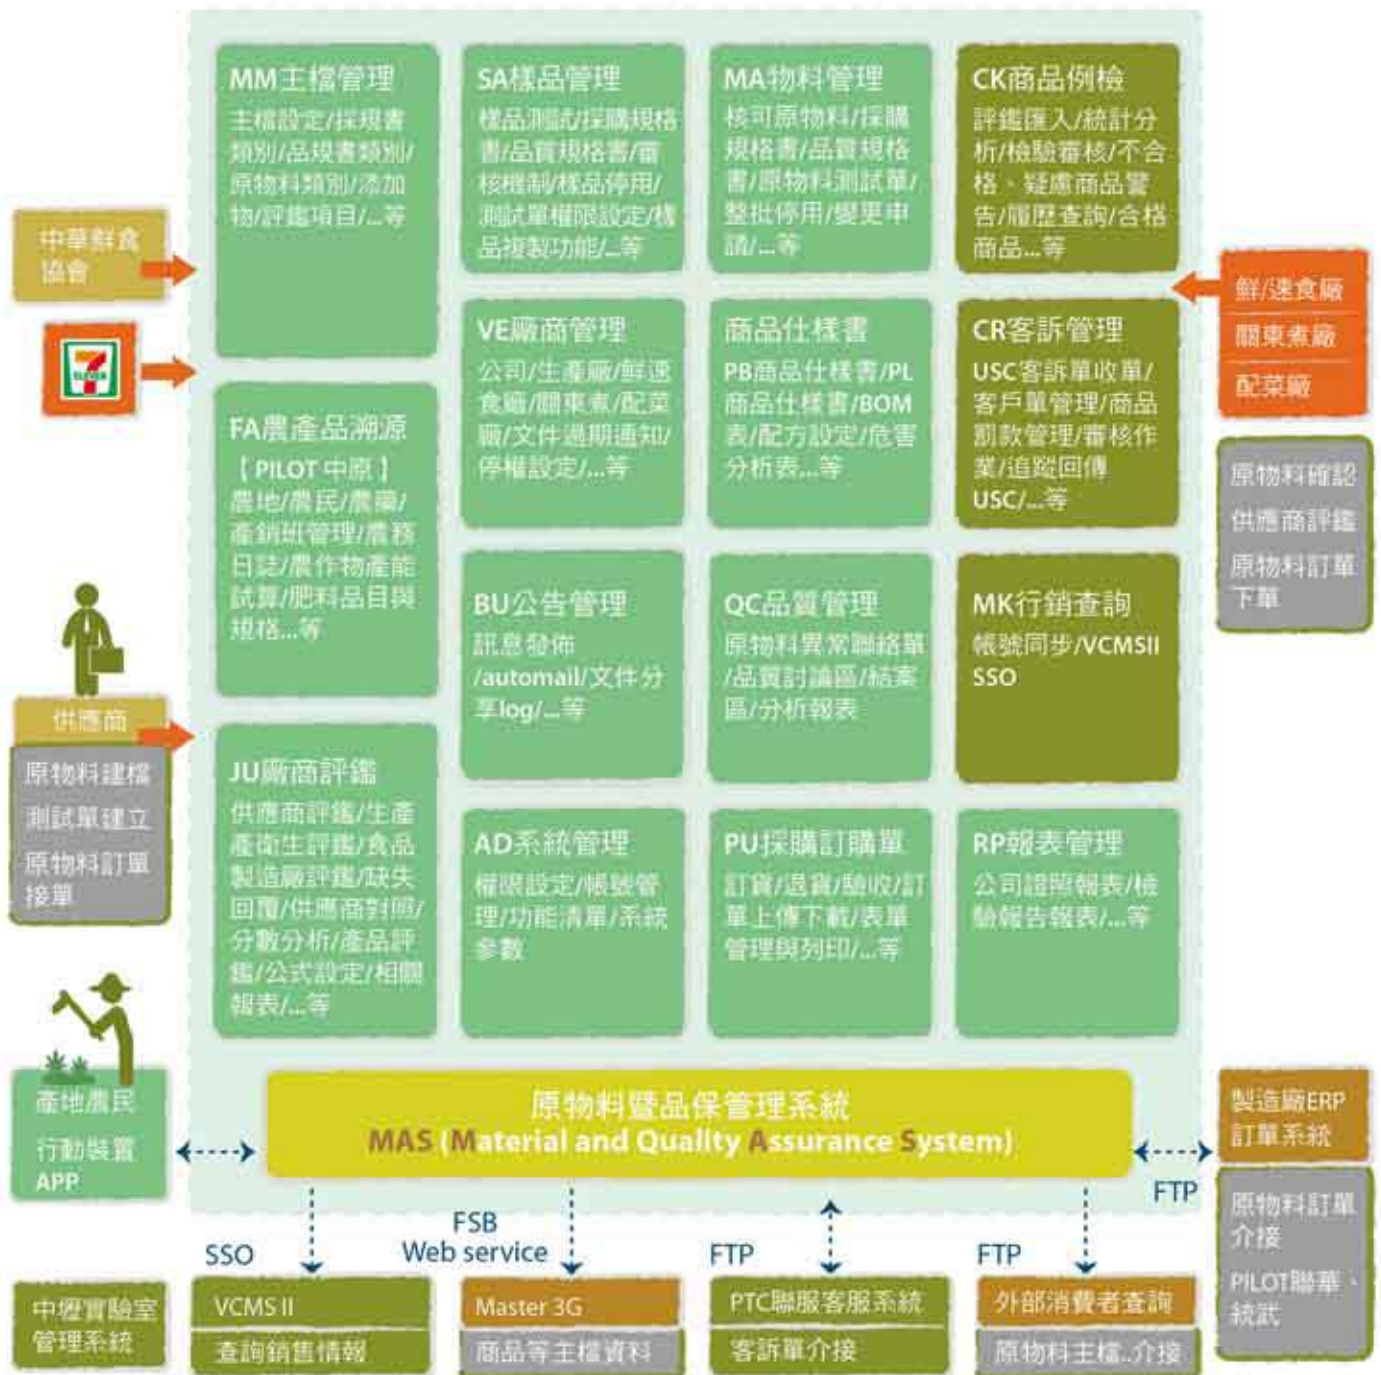 MM主檔管理
主檔設定/採規書
類別/品規書類別/
原物料類別/添加
物/評鑑項目/...等
SA樣品管理
樣品測試/採購規格
書/品質規格書/審
核機制/樣品停用/
測試單權限設定/樣
品複製功能/...等
MA物料管理
核可原物料/採購
規格書/品質規格
書/原物料測試單/
整批停用/變更申
請/...等
CK商品例檢
評鑑匯入/統計分
析/檢驗審核/不合
格、疑慮商品警
告/履歷查詢/合格
商品...等
中華鮮食
協會
7
ELEVEN
鮮/速食廠
關東煮廠
配菜廠
VE廠商管理
公司/生產廠/鮮速
食廠/關東煮/配菜
廠/文件過期通知/
停權設定/...等
商品仕樣書
PB商品仕樣書/PL
商品仕樣書/BOM
表/配方設定/危害
分析表...等
CR客訴管理
USC客訴單收單/
客戶單管理/商品
罰款管理/審核作
業/追蹤回傳
USC/...等
FA農產品溯源
【PILOT 中原】
農地/農民/農藥/
產銷班管理/農務
日誌/農作物產能
試算/肥料品目與
規格...等
原物料確認
供應商評鑑
原物料訂單
下單
BU公告管理
訊息發佈
/automail/文件分
享log/...等
QC品質管理
原物料異常聯絡單
/品質討論區/結案
區/分析報表
MK行銷查詢
帳號同步/VCMSII
SSO
供應商
原物料建檔
測試單建立
原物料訂單
接單
JU廠商評鑑
供應商評鑑/生產
產衛生評鑑/食品
製造廠評鑑/缺失
回覆/供應商對照/
分數分析/產品評
鑑/公式設定/相關
報表/...等
AD系統管理
權限設定/帳號管
理/功能清單/系統
參數
PU採購訂購單
訂貨/退貨/驗收/訂
單上傳下載/表單
管理與列印/...等
RP報表管理
公司證照報表/檢
驗報告報表/...等
產地農民
行動裝置
APP
原物料暨品保管理系統
MAS (Material and Quality Assurance System)
製造廠ERP
訂單系統
FTP
原物料訂單
介接
PILOT聯華、
統武
SSO
FSB
Web service
FTP
FTP
中壢實驗室
管理系統
VCMS II
查詢銷售情報
Master 3G
商品等主檔資料
PTC聯服客服系統
客訴單介接
外部消費者查詢
原物料主檔..介接